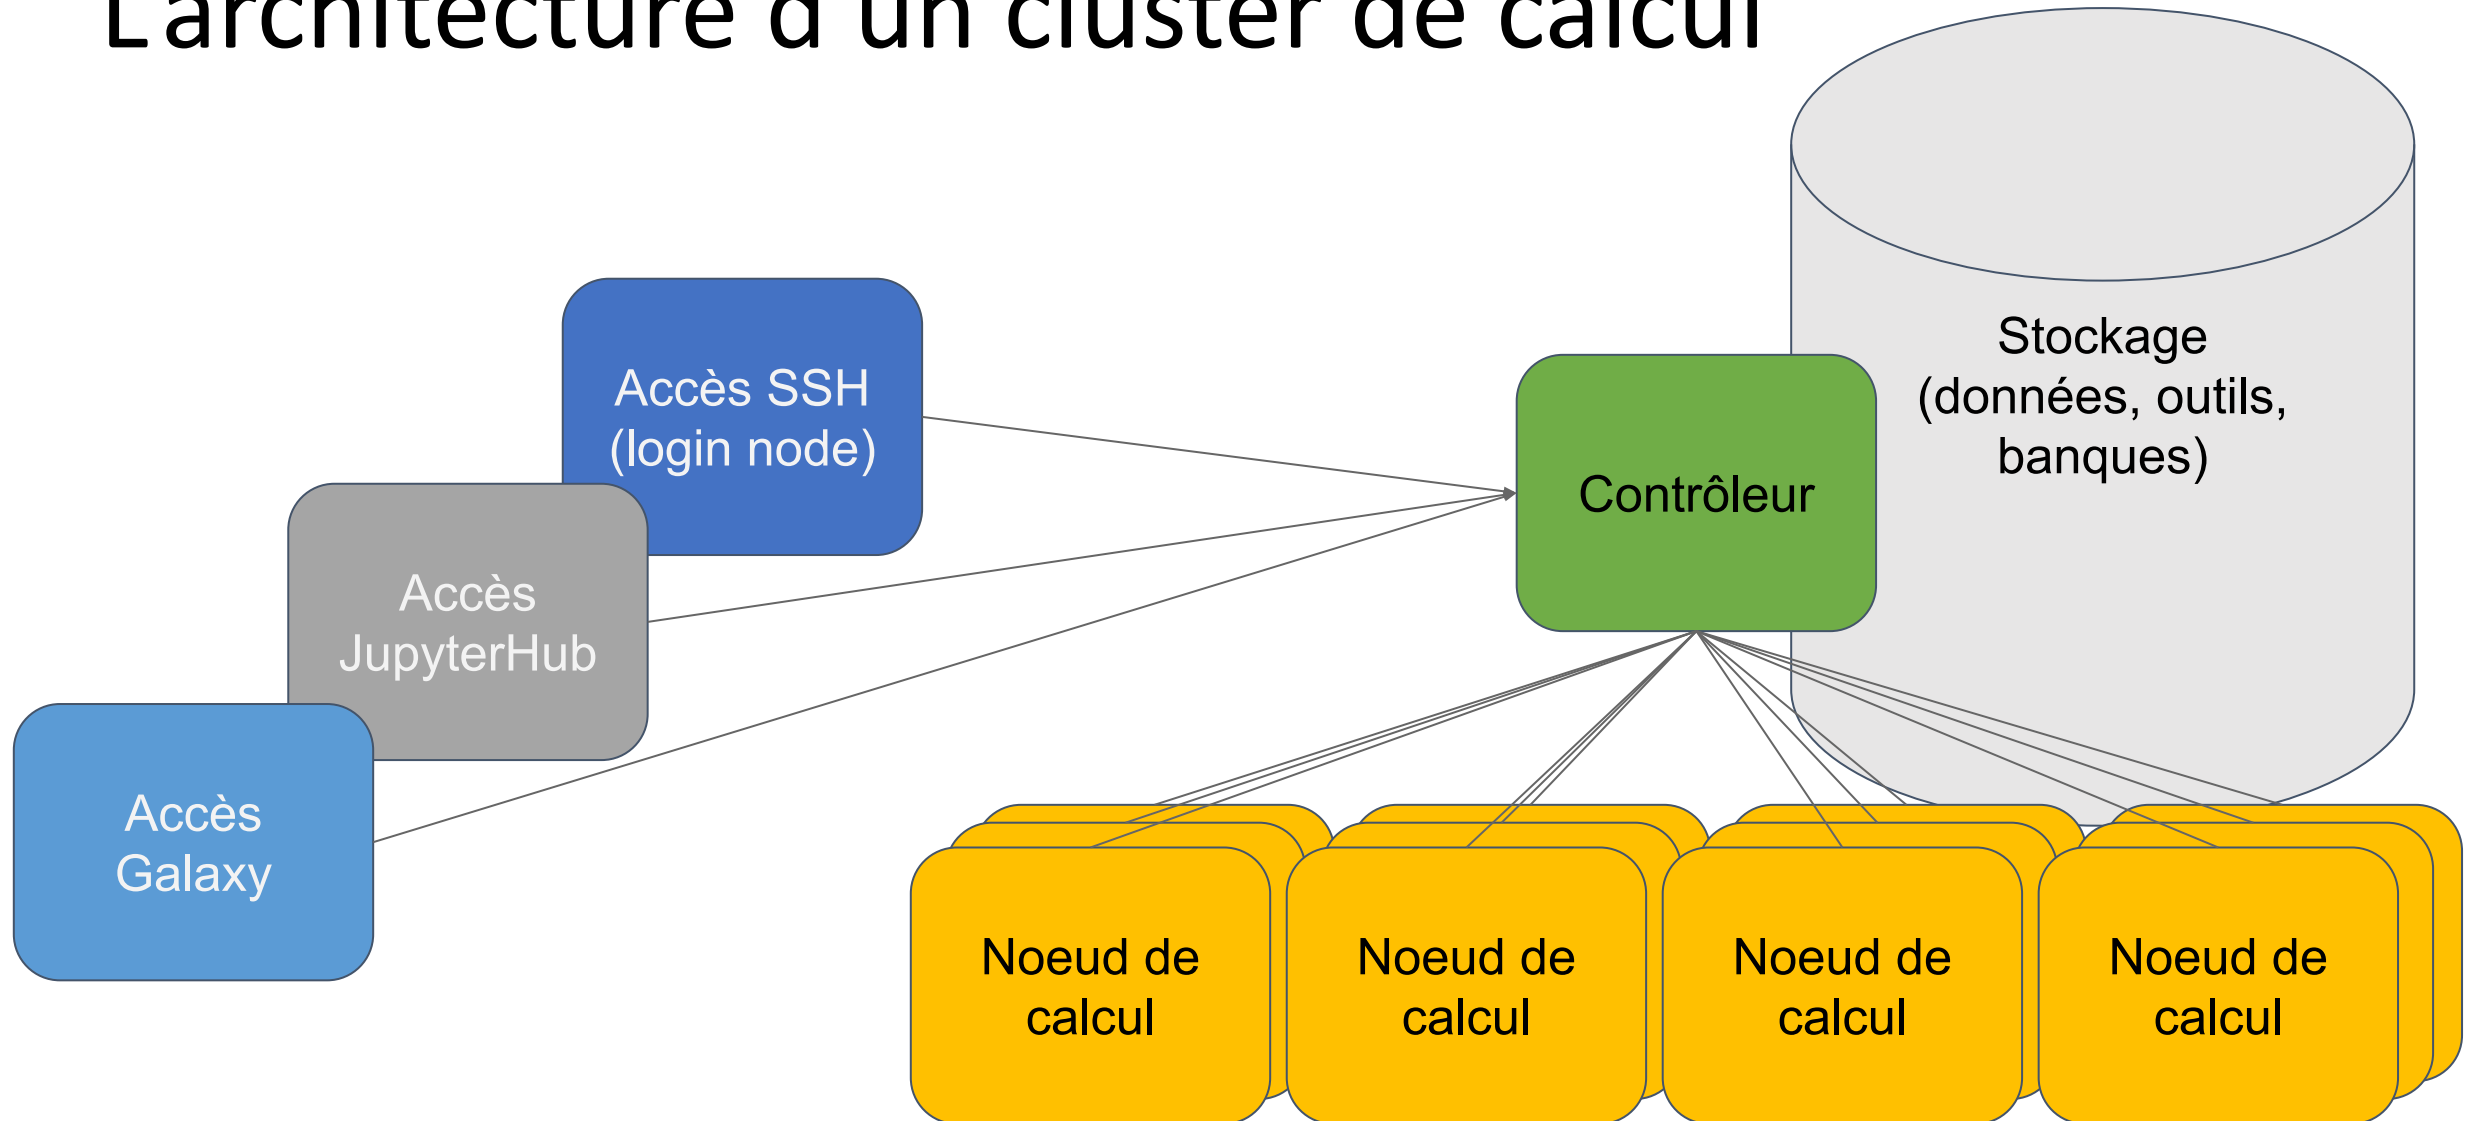 L'architecture d'un cluster de calcul
Stockage
(données, outils,
banques)
Accès SSH
(login node)
Contrôleur
Accès
JupyterHub
Accès
Galaxy
Noeud de
calcul
Noeud de
calcul
Noeud de
calcul
Noeud de
calcul